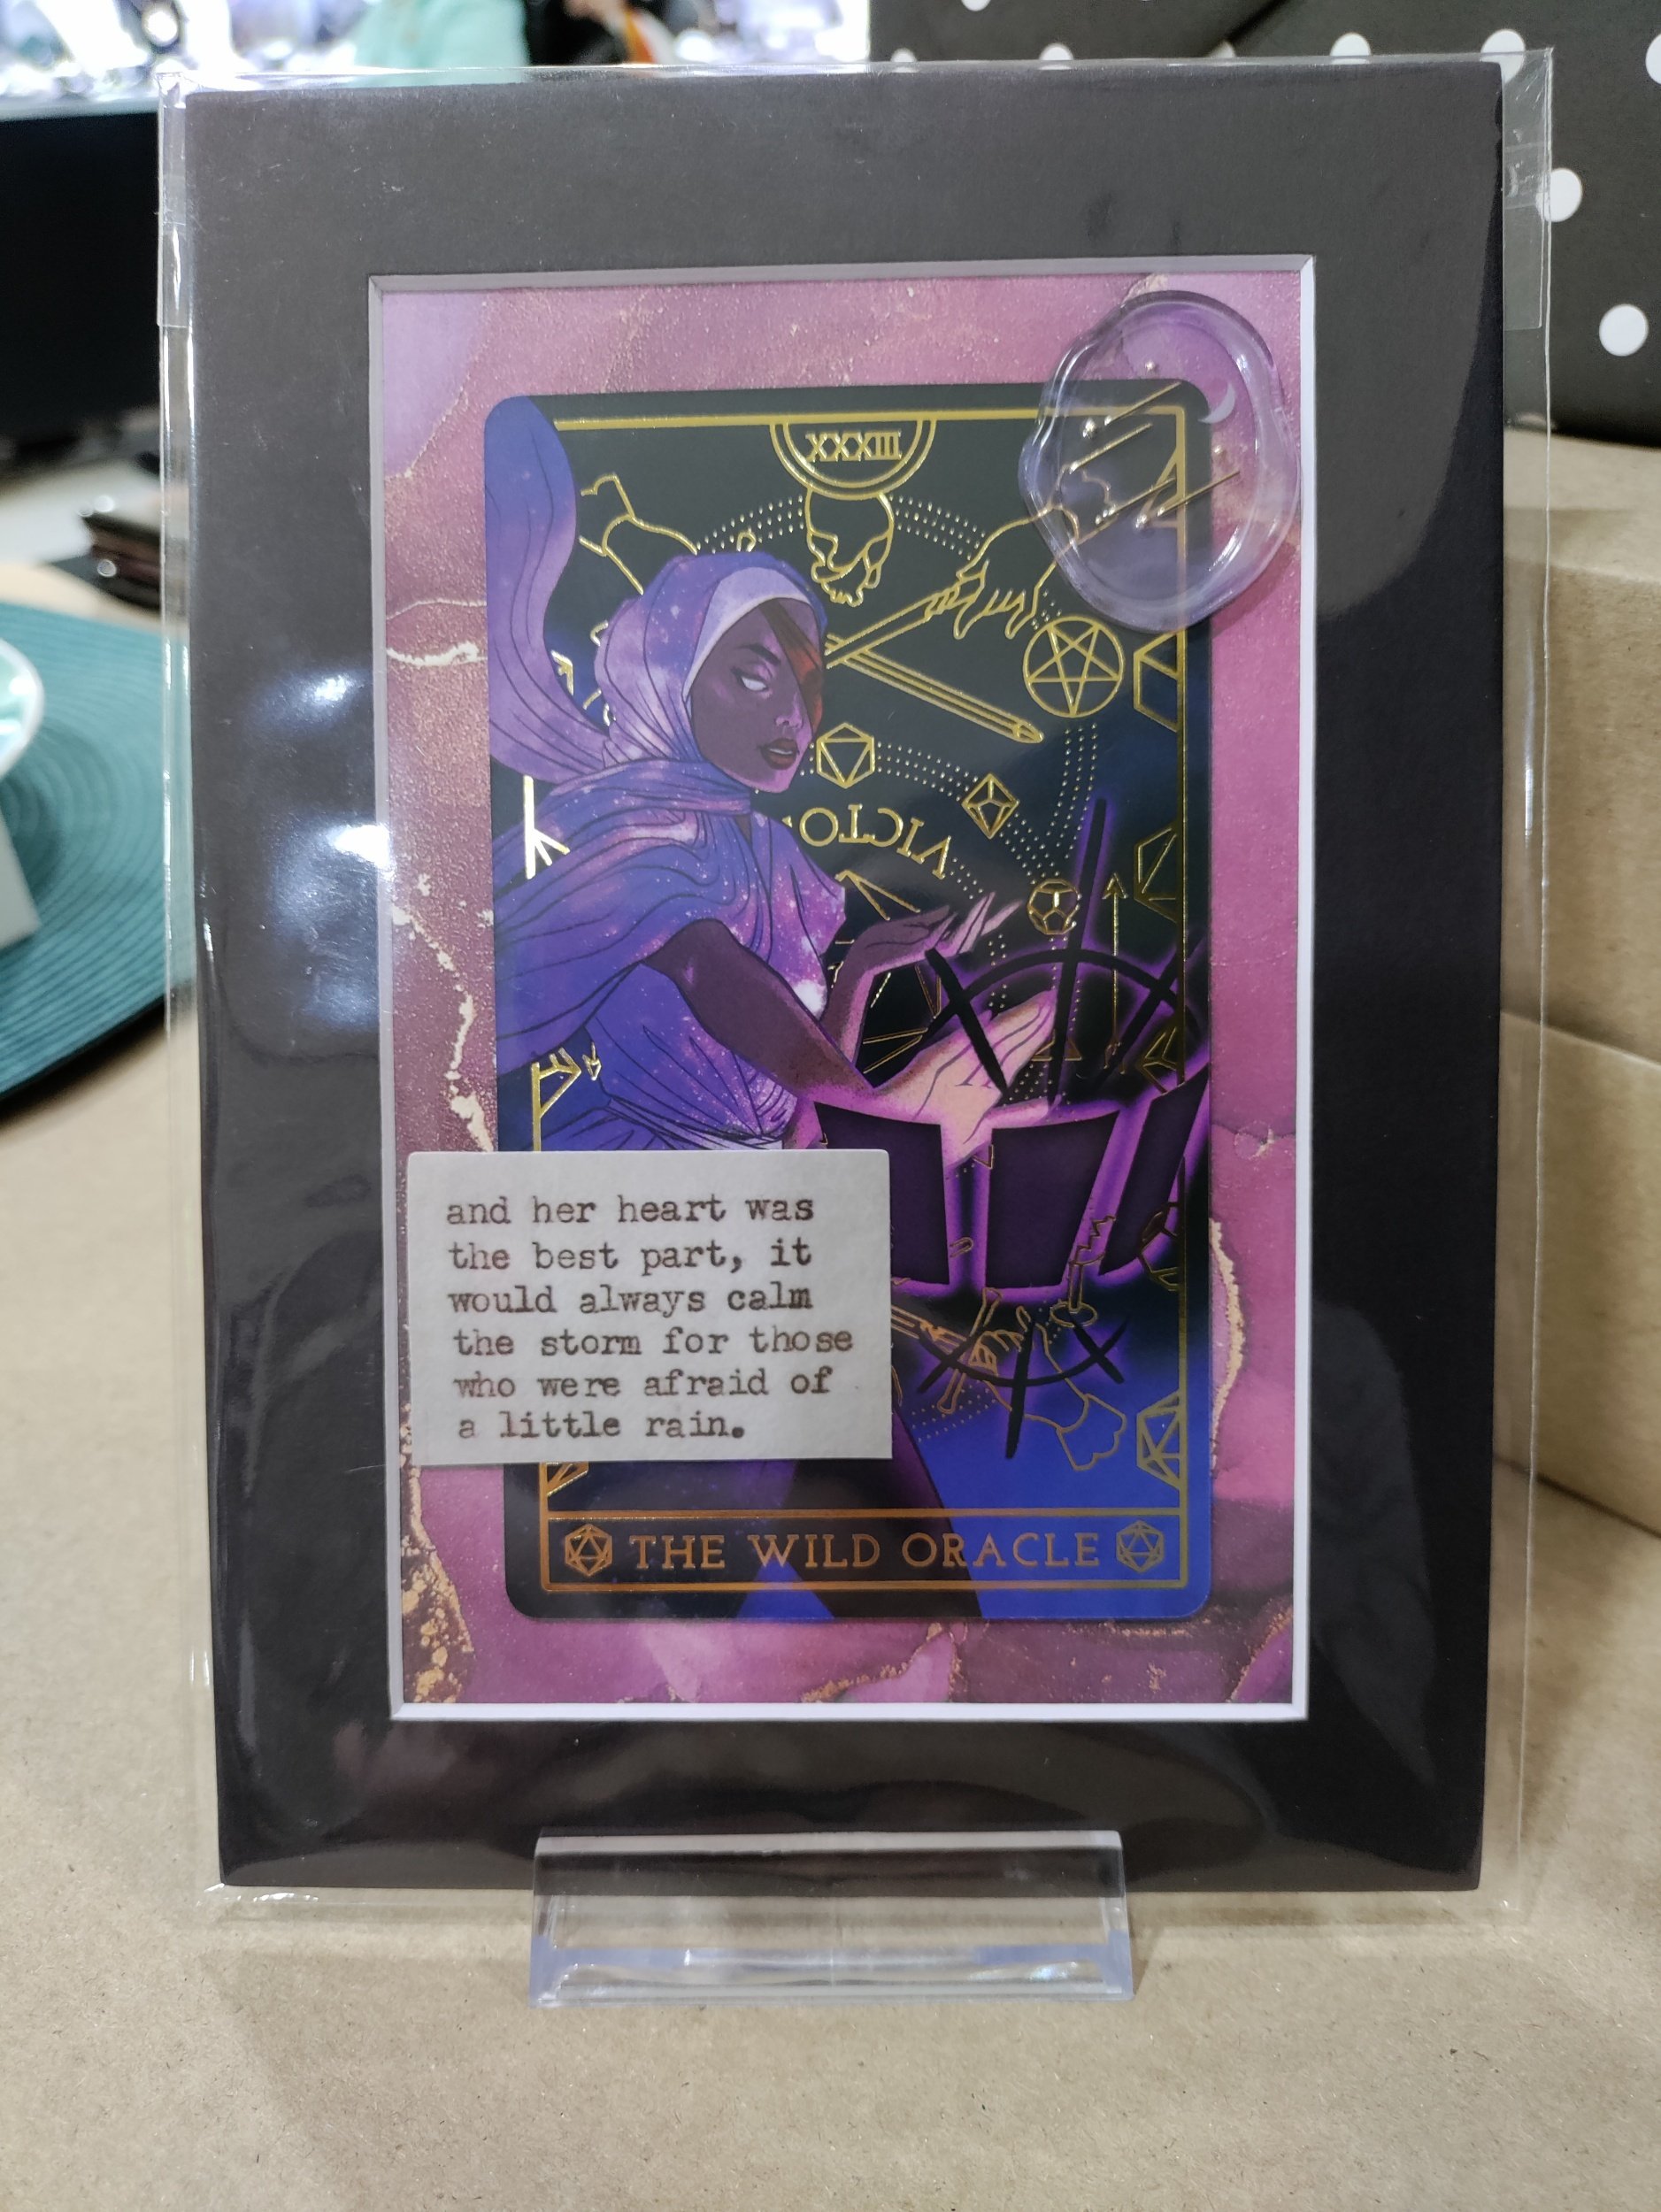 XXXIII
VICTO
and her heart was
the best part, it
would always calm
the storm for those
who were afraid of
a little rain.
THE WILD ORACLE